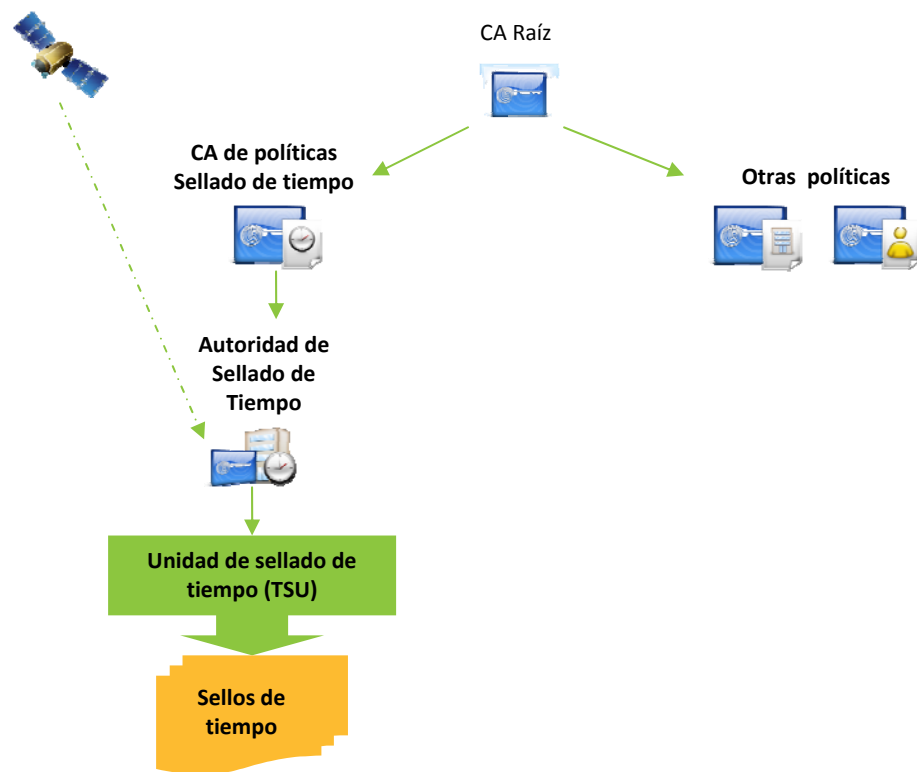 CA Raíz
CA de políticas
Sellado de tiempo
Otras políticas
Autoridad de
Sellado de
Tiempo
Unidad de sellado de
tiempo (TSU)
Sellos de
tiempo